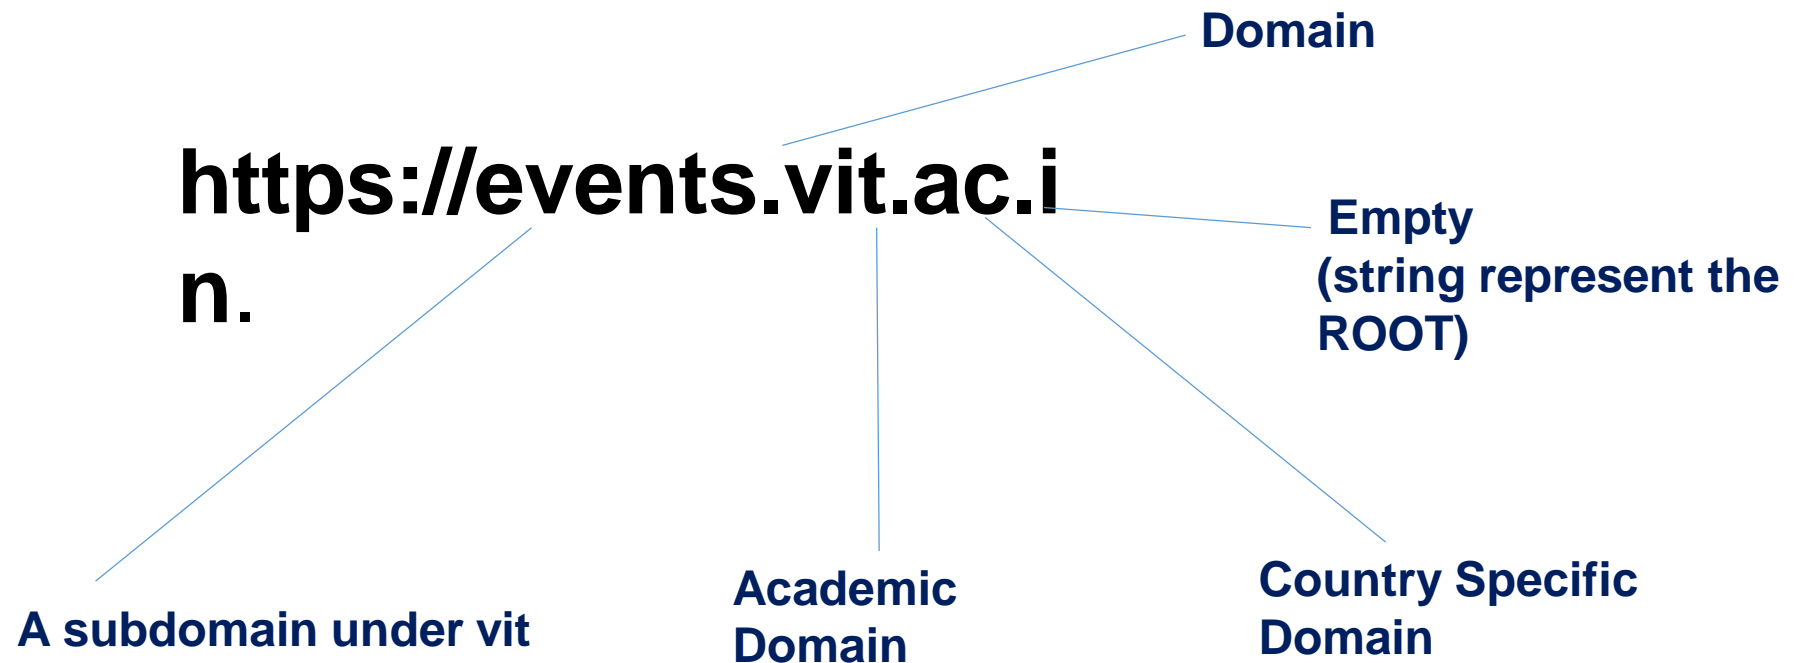 Domain
https://events.vit.ac.i
n.
Empty
(string represent the
ROOT)
A subdomain under vit
Academic
Domain
Country Specific
Domain